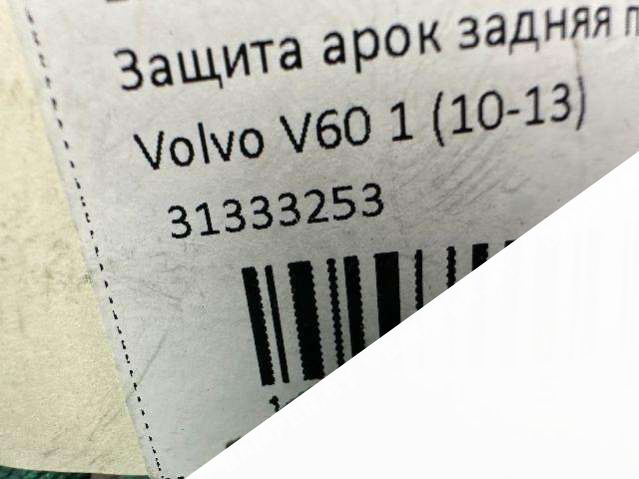 Защита арок задняя
Volvo V60 1 (10-13)
31333253